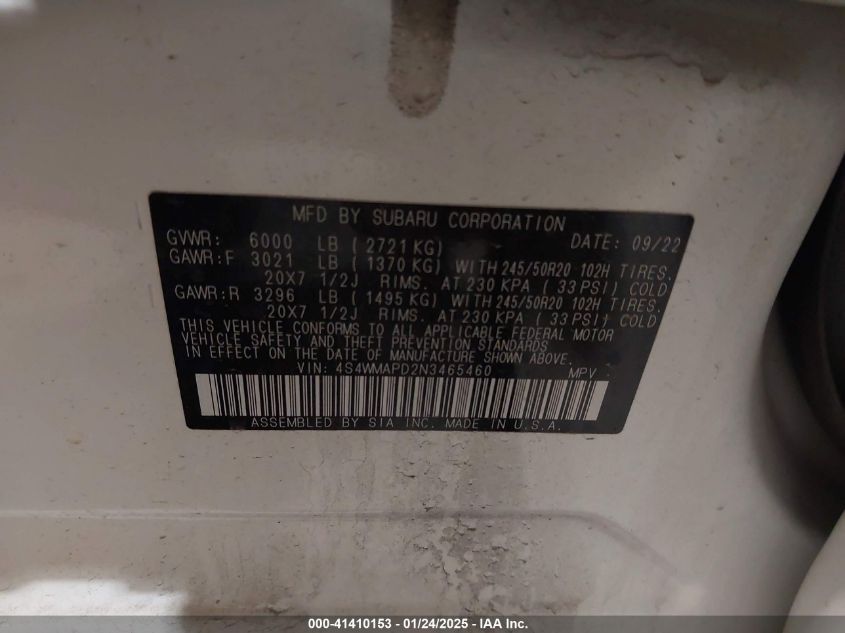 MFD BY SUBARU CORPORATION
GVWR: 6000 LB ( 2721 KG) DATE: 09/22
GAWR:F 3021 LB ( 1370 KG) WITH 245/50R20 102H TIRES.
20X7 1/2J RIMS. AT 230 KPA ( 33 PSI) COLD
GAWR:R 3296 LB ( 1495 KG) WITH 245/50R20 102H TIRES.
20X7 1/2J RIMS. AT 230 KPA ( 33 PSI) COLD
THIS VEHICLE CONFORMS TO ALL APPLICABLE FEDERAL MOTOR
VEHICLE SAFETY AND THEFT PREVENTION STANDARDS
IN EFFECT ON THE DATE OF MANUFACTURE SHOWN ABOVE.
VIN: 4S4WMAPD2N3465460 MPV
ASSEMBLED BY SIA INC. MADE IN U.S.A.
000-41410153 - 01/24/2025 - IAA Inc.